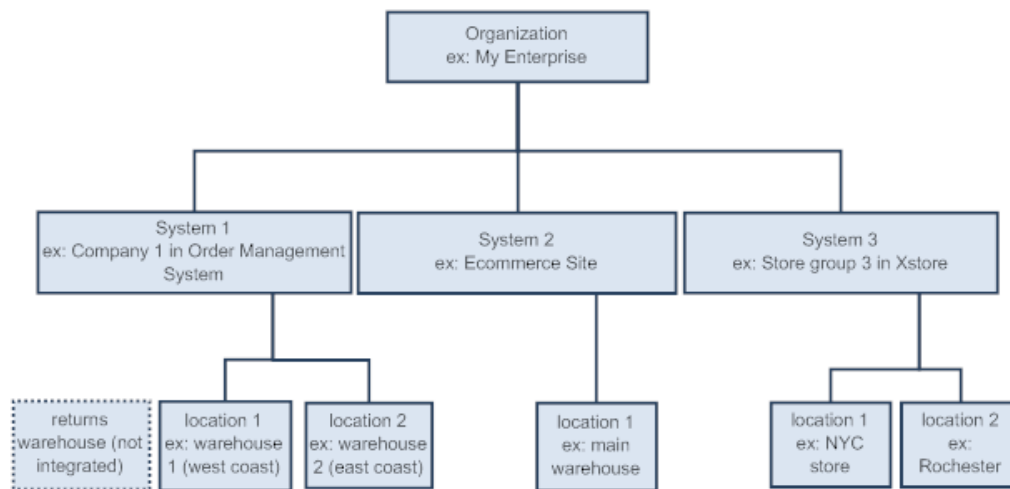 Organization
ex: My Enterprise
System 1
ex: Company 1 in Order Management
System
System 2
ex: Ecommerce Site
System 3
ex: Store group 3 in Xstore
returns
warehouse (not
integrated)
location 1
ex: warehouse
1 (west coast)
location 2
ex: warehouse
2 (east coast)
location 1
ex: main
warehouse
location 1
ex: NYC
store
location 2
ex:
Rochester